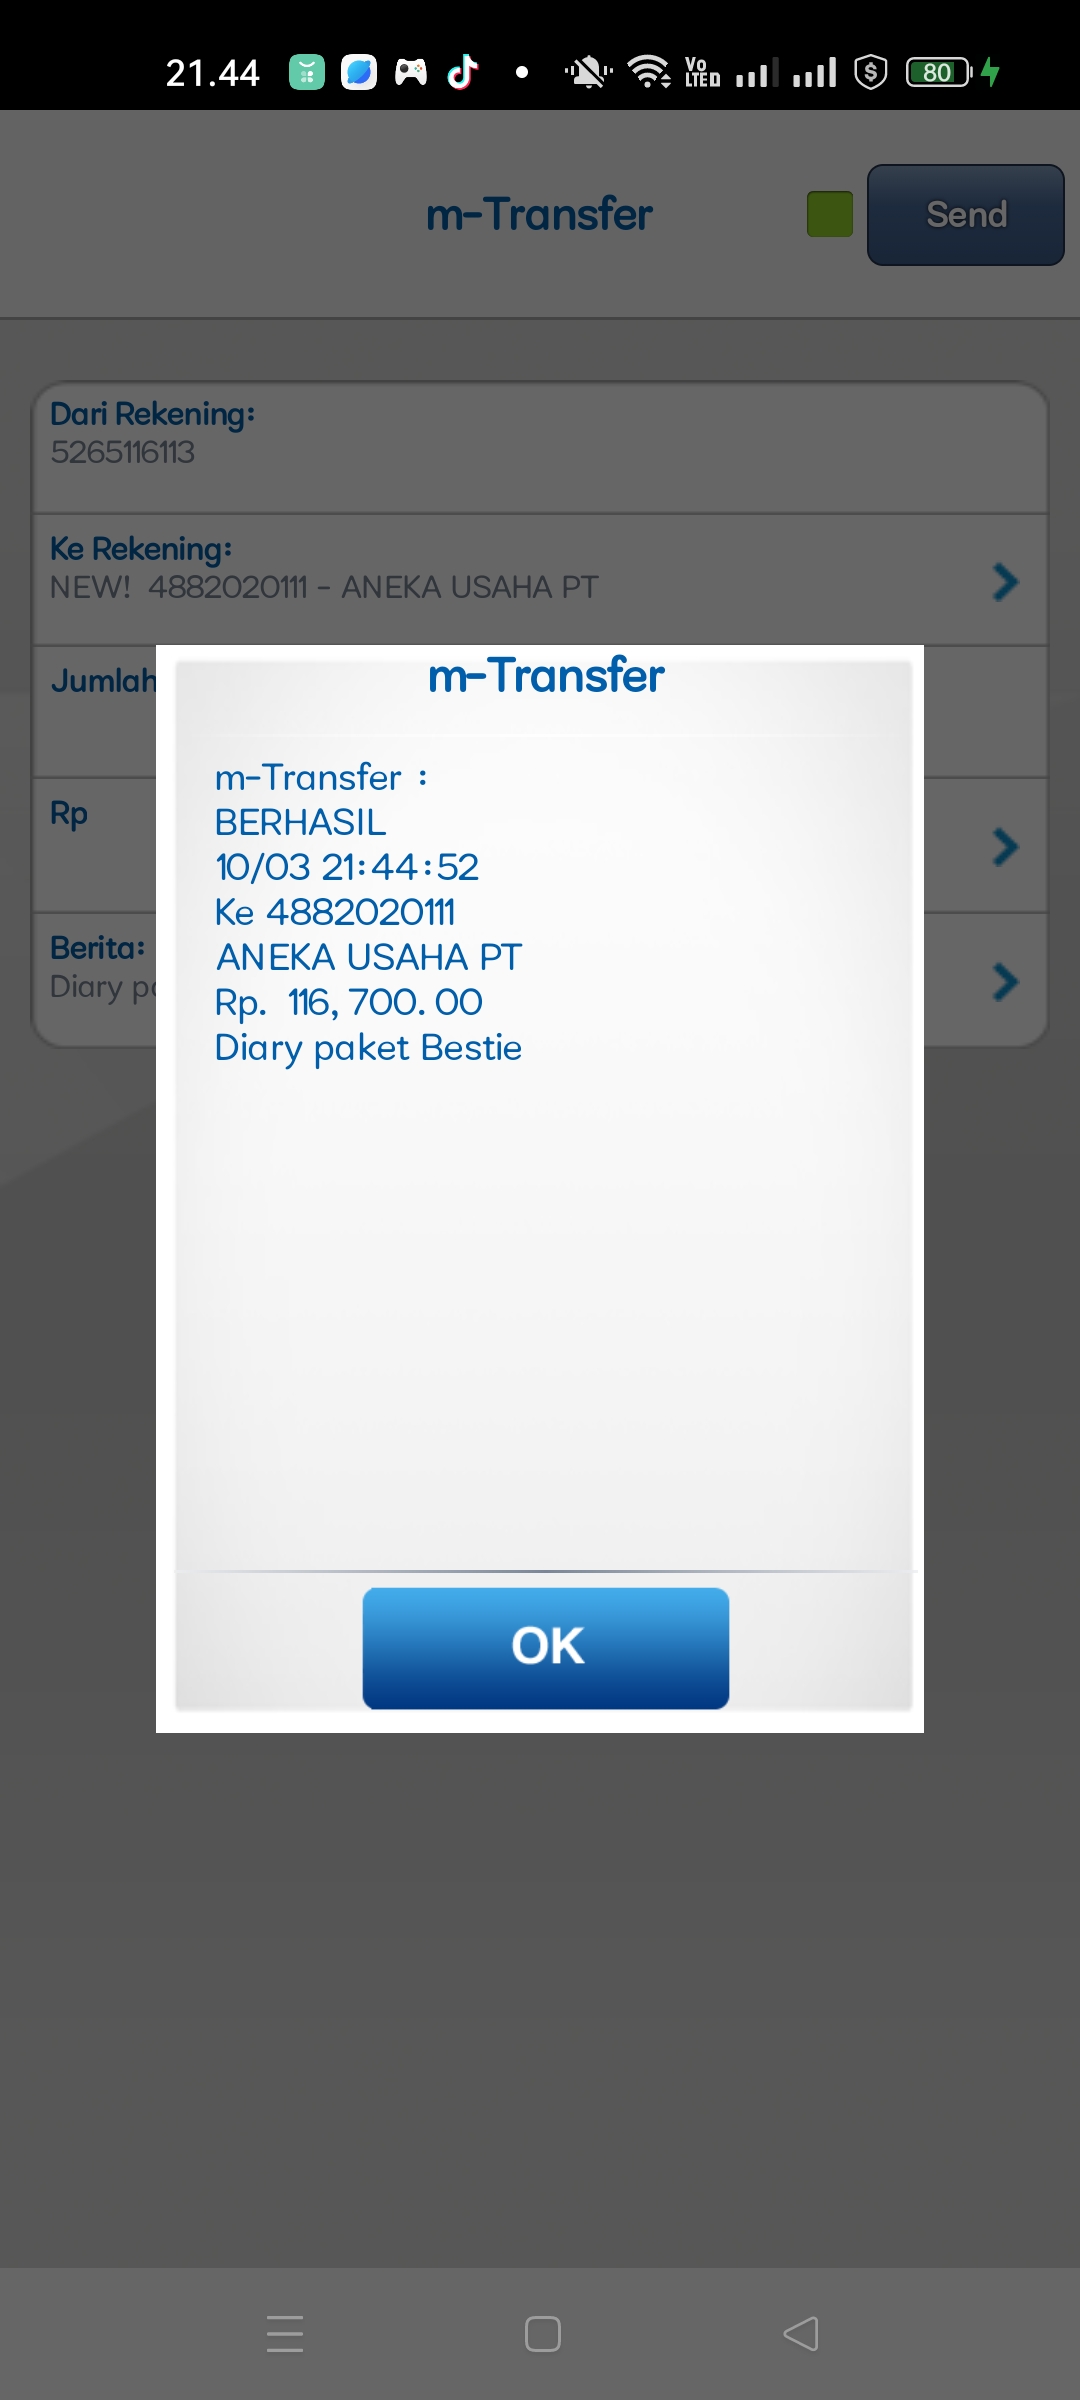 21.44
Vo
LTED
80
m-Transfer
Send
Dari Rekening:
5265116113
Ke Rekening:
NEW!  4882020111 - ANEKA USAHA PT
Jumlah
Rp
Berita:
Diary
m-Transfer
m-Transfer :
BERHASIL
10/03 21:44:52
Ke 4882020111
ANEKA USAHA PT
Rp.  116, 700. 00
Diary paket Bestie
OK